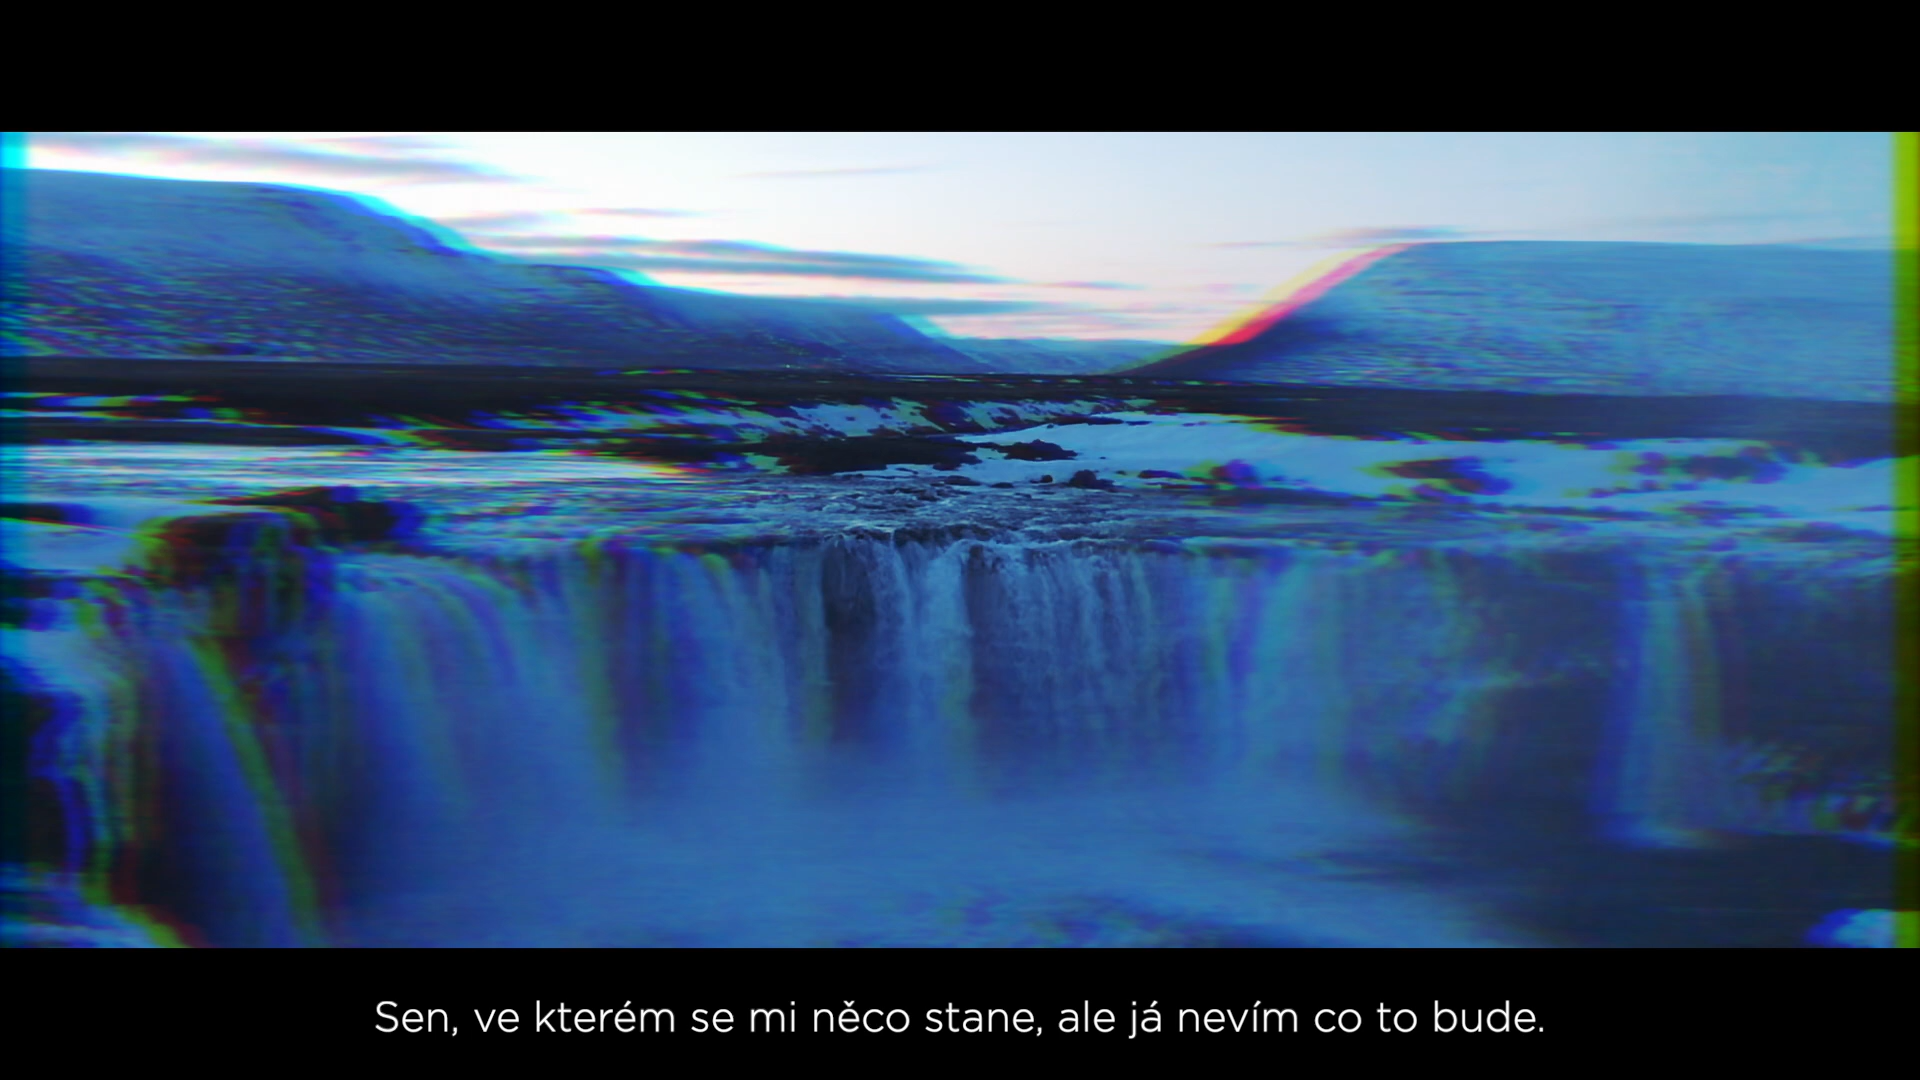 Sen, ve kterém se mi něco stane, ale já nevím co to bude.